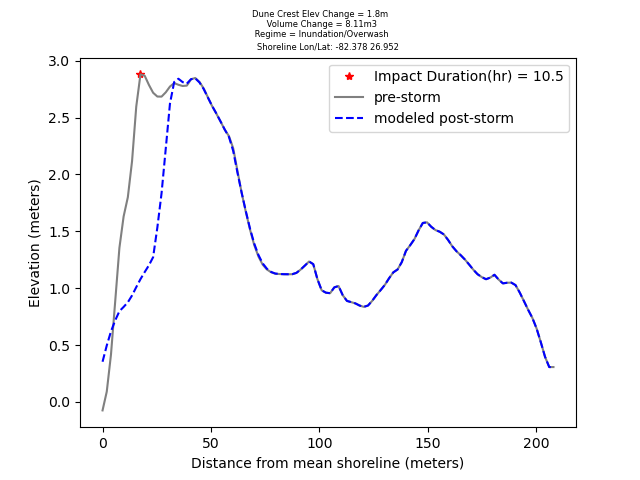 Dune Crest Elev Change = 1.8m
Volume Change = 8.11m3
Regime = Inundation/Overwash
Shoreline Lon/Lat: -82.378 26.952
Impact Duration(hr) = 10.5
pre-storm
modeled post-storm
Elevation (meters)
3.0
2.5
2.0
1.5
1.0
0.5
0.0
0 50 100 150 200
Distance from mean shoreline (meters)